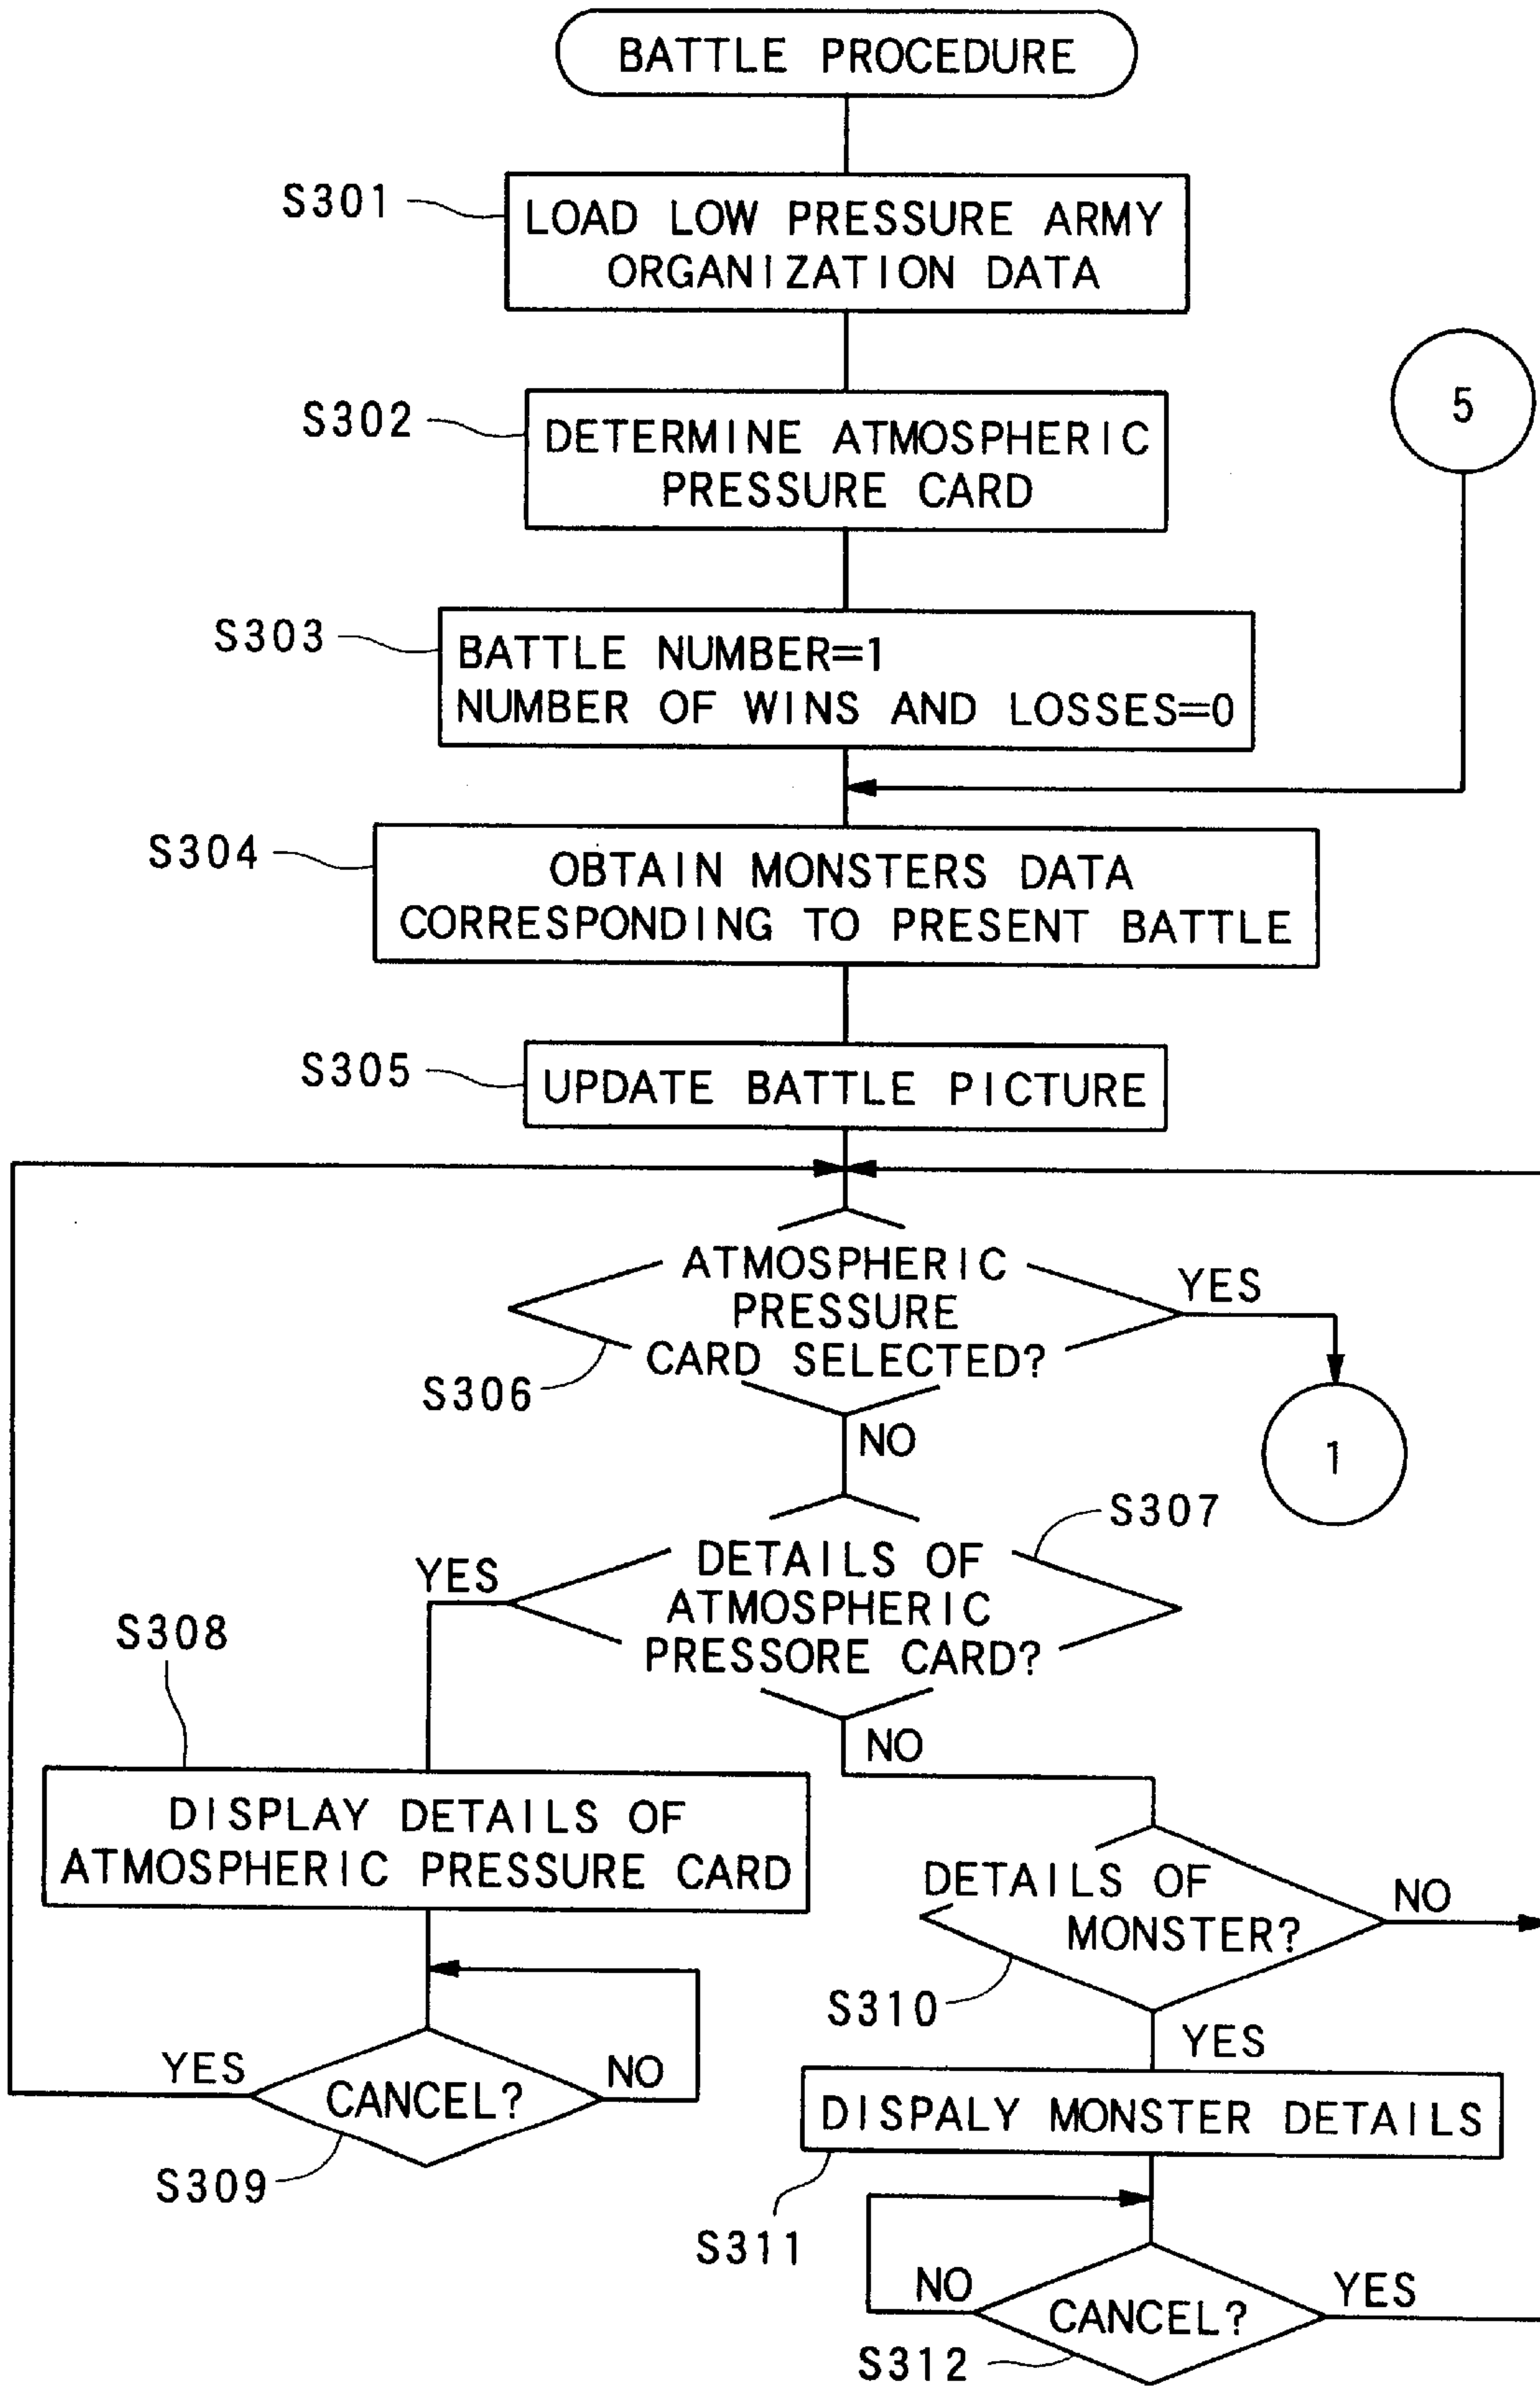 BATTLE PROCEDURE
S301
LOAD LOW PRESSURE ARMY
ORGANIZATION DATA
S302
DETERMINE ATMOSPHERIC
PRESSURE CARD
5
S303
BATTLE NUMBER=1
NUMBER OF WINS AND LOSSES=0
S304
OBTAIN MONSTERS DATA
CORRESPONDING TO PRESENT BATTLE
S305
UPDATE BATTLE PICTURE
ATMOSPHERIC
PRESSURE
CARD SELECTED?
YES
S306
NO
1
S307
DETAILS OF
ATMOSPHERIC
PRESSORE CARD?
YES
NO
S308
DISPLAY DETAILS OF
ATMOSPHERIC PRESSURE CARD
DETAILS OF
MONSTER?
NO
S310
YES
YES
CANCEL?
NO
S309
DISPALY MONSTER DETAILS
S311
NO
CANCEL?
YES
S312